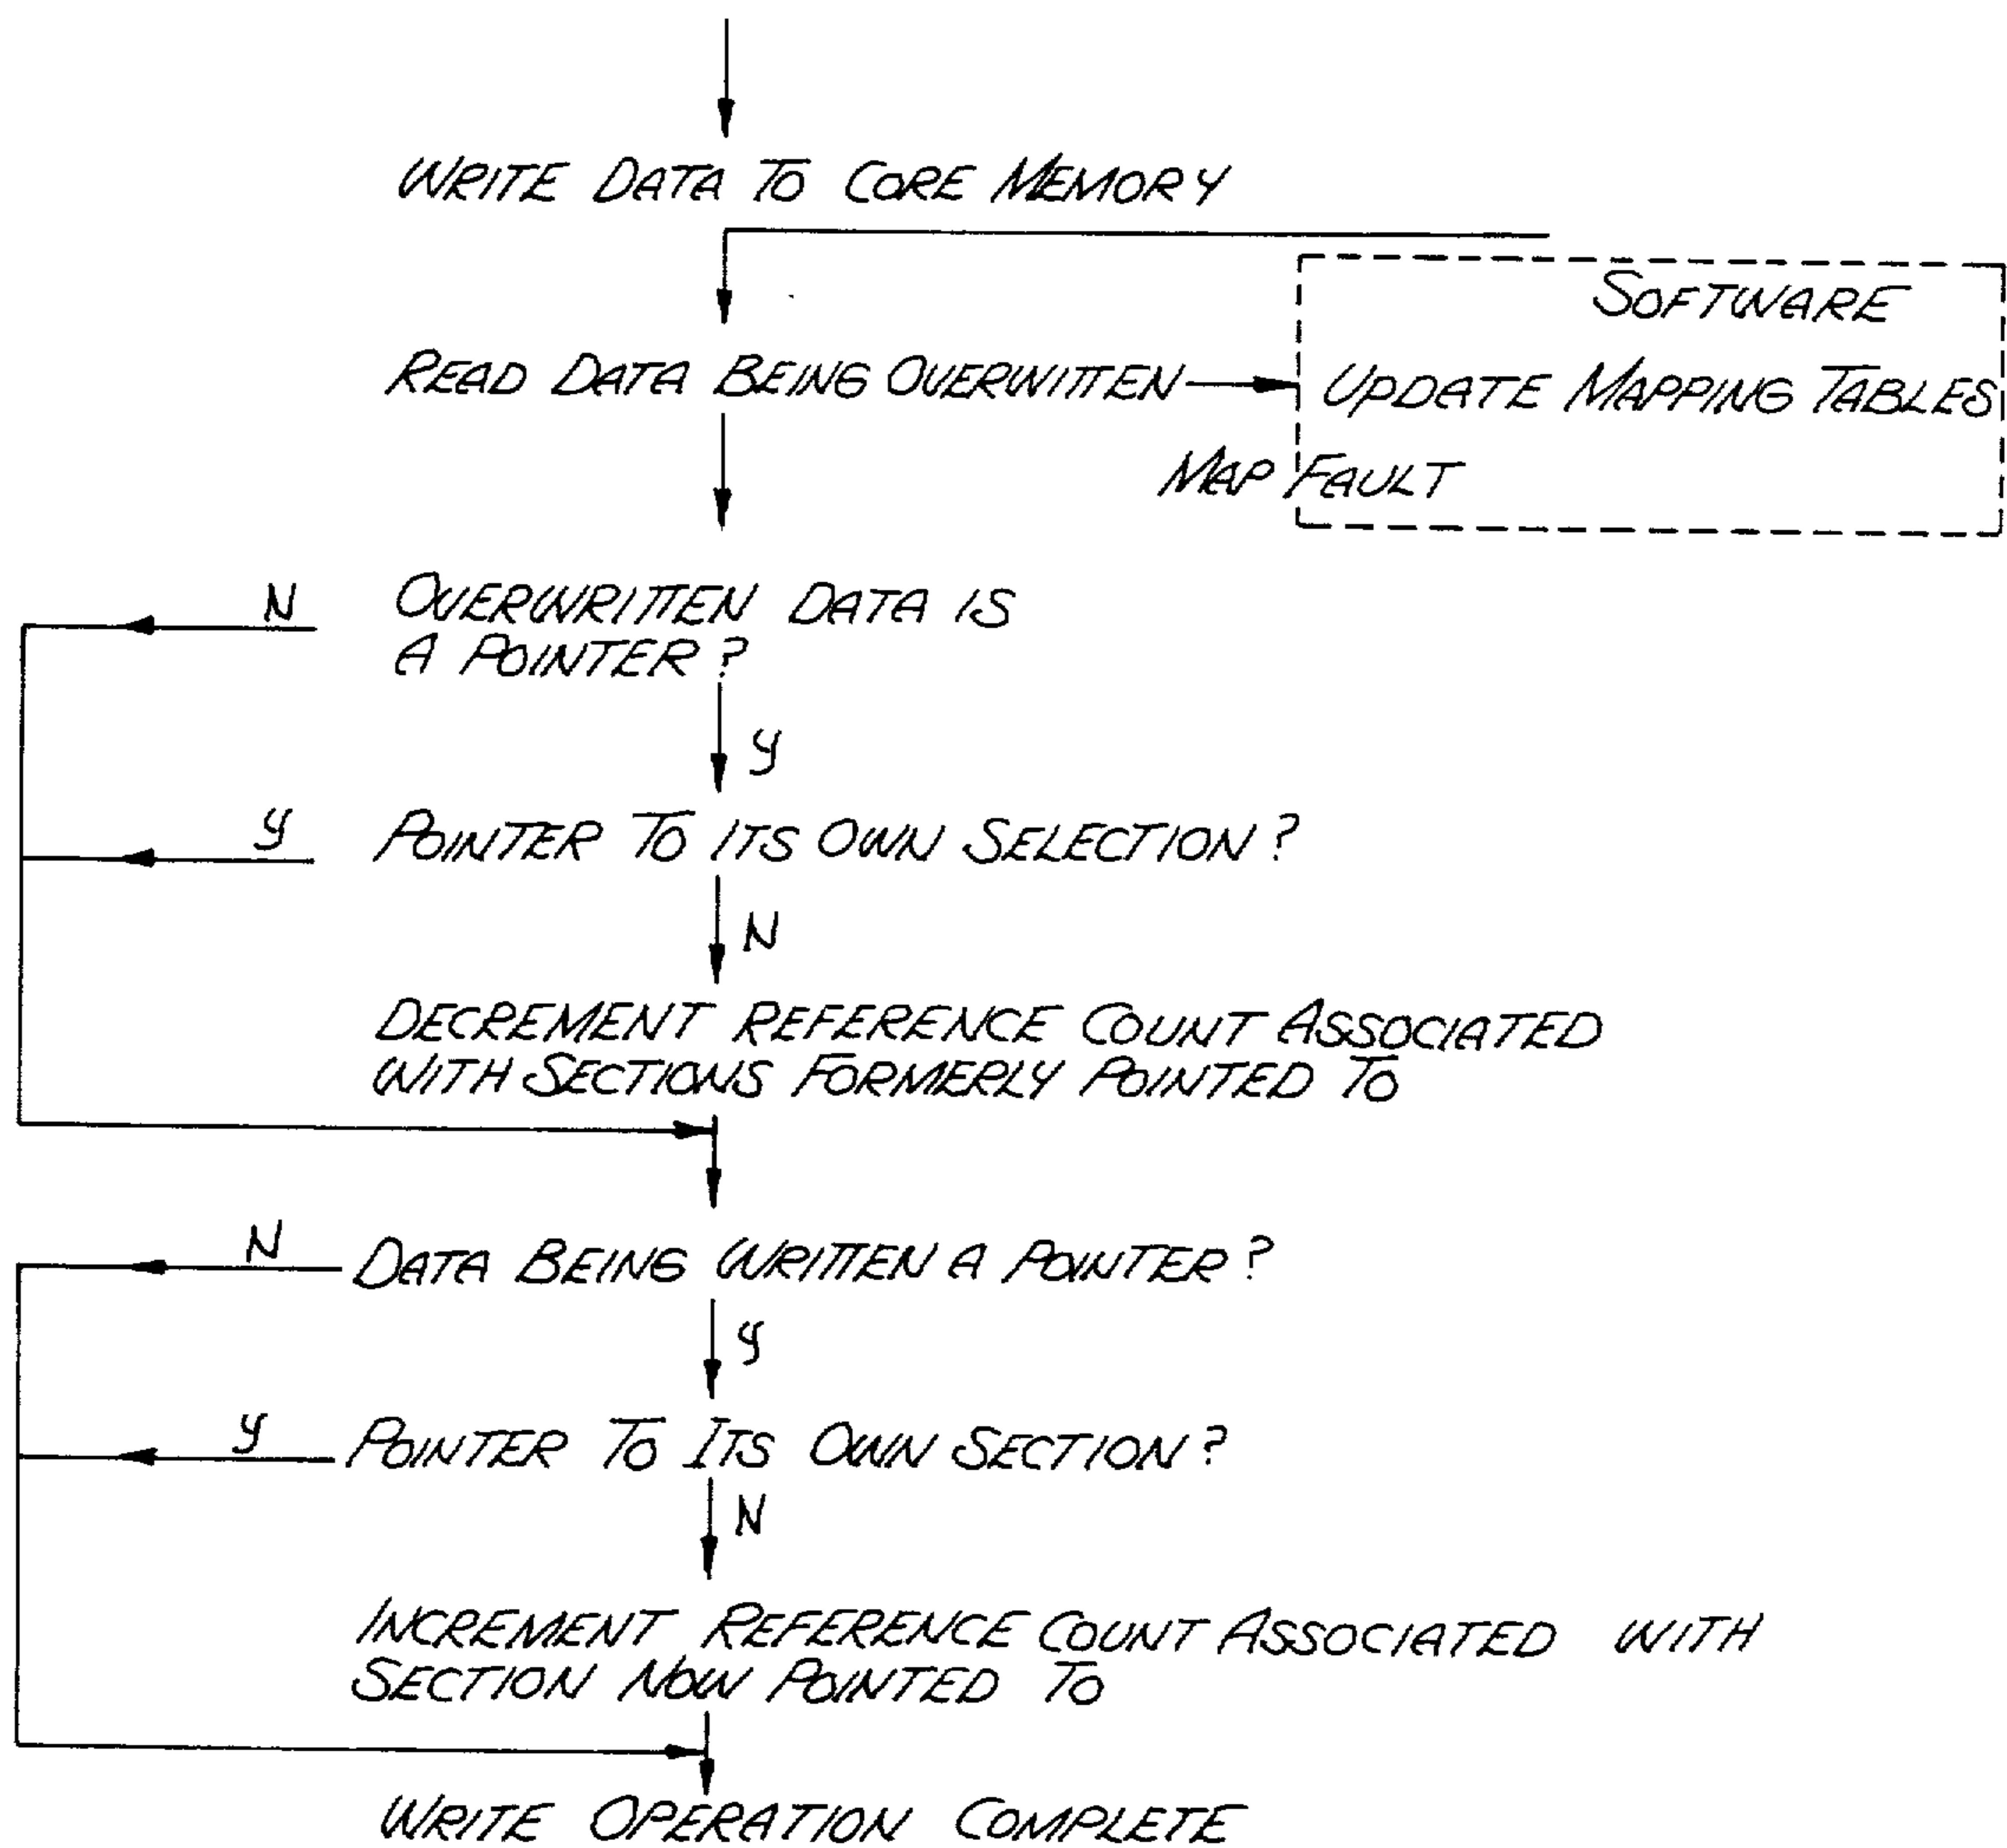 WRITE DATA TO CORE MEMORY
SOFTWARE
READ DATA BEING OVERWITTEN
UPDATE MAPPING TABLES
MAP FAULT
N
OVERWRITTEN DATA IS
A POINTER?
Y
Y
POINTER TO ITS OWN SELECTION?
N
DECREMENT REFERENCE COUNT ASSOCIATED
WITH SECTIONS FORMERLY POINTED TO
N
DATA BEING WRITTEN A POINTER?
Y
Y
POINTER TO ITS OWN SECTION?
N
INCREMENT REFERENCE COUNT ASSOCIATED WITH
SECTION NOW POINTED TO
WRITE OPERATION COMPLETE